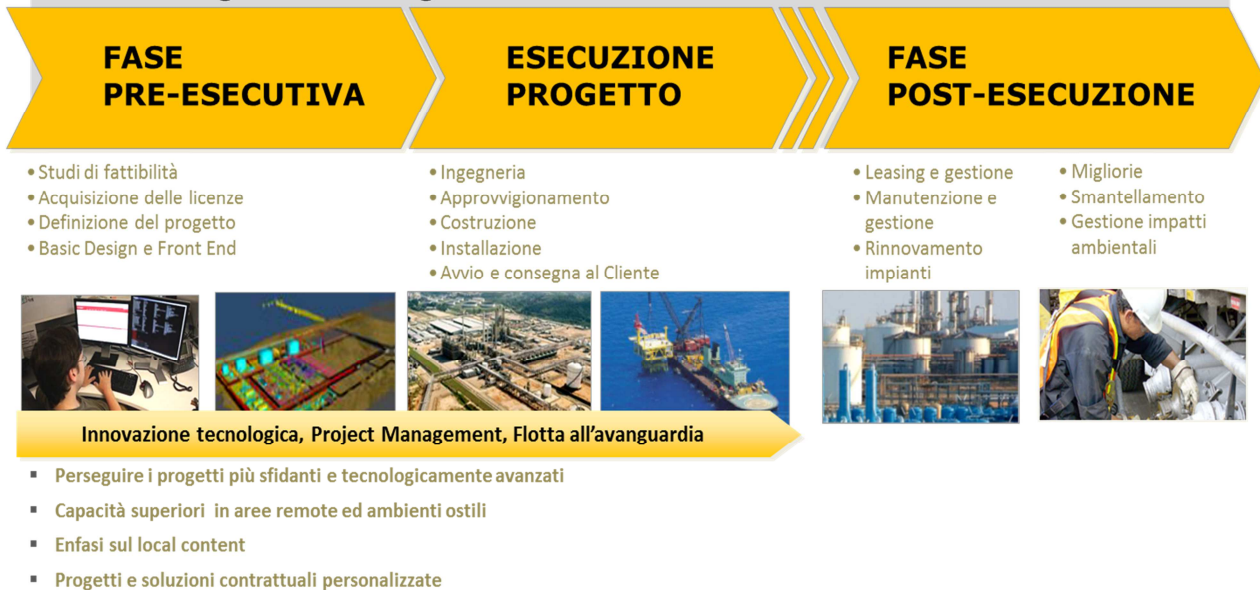 FASE
PRE-ESECUTIVA
ESECUZIONE
PROGETTO
FASE
POST-ESECUZIONE
• Studi di fattibilità
• Acquisizione delle licenze
• Definizione del progetto
• Basic Design e Front End
• Ingegneria
• Approvvigionamento
• Costruzione
• Installazione
• Avvio e consegna al Cliente
• Leasing e gestione
• Manutenzione e
gestione
• Rinnovamento
impianti
• Migliorie
• Smantellamento
• Gestione impatti
ambientali
Innovazione tecnologica, Project Management, Flotta all'avanguardia
▪ Perseguire i progetti più sfidanti e tecnologicamente avanzati
▪ Capacità superiori in aree remote ed ambienti ostili
▪ Enfasi sul local content
▪ Progetti e soluzioni contrattuali personalizzate